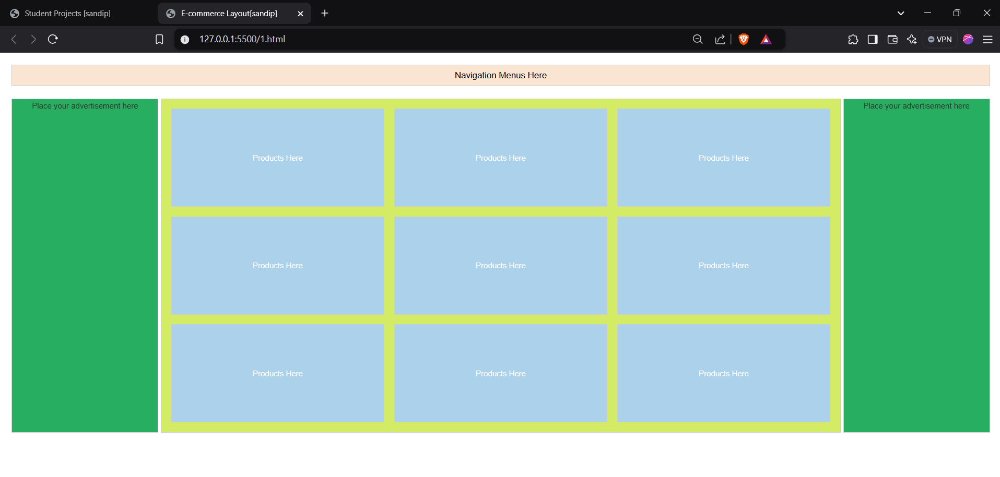 Student Projects [sandip]
E-commerce Layout[sandip]
127.0.0.1:5500/1.html
VPN
Navigation Menus Here
Place your advertisement here
Products Here
Products Here
Products Here
Products Here
Products Here
Products Here
Products Here
Products Here
Products Here
Place your advertisement here